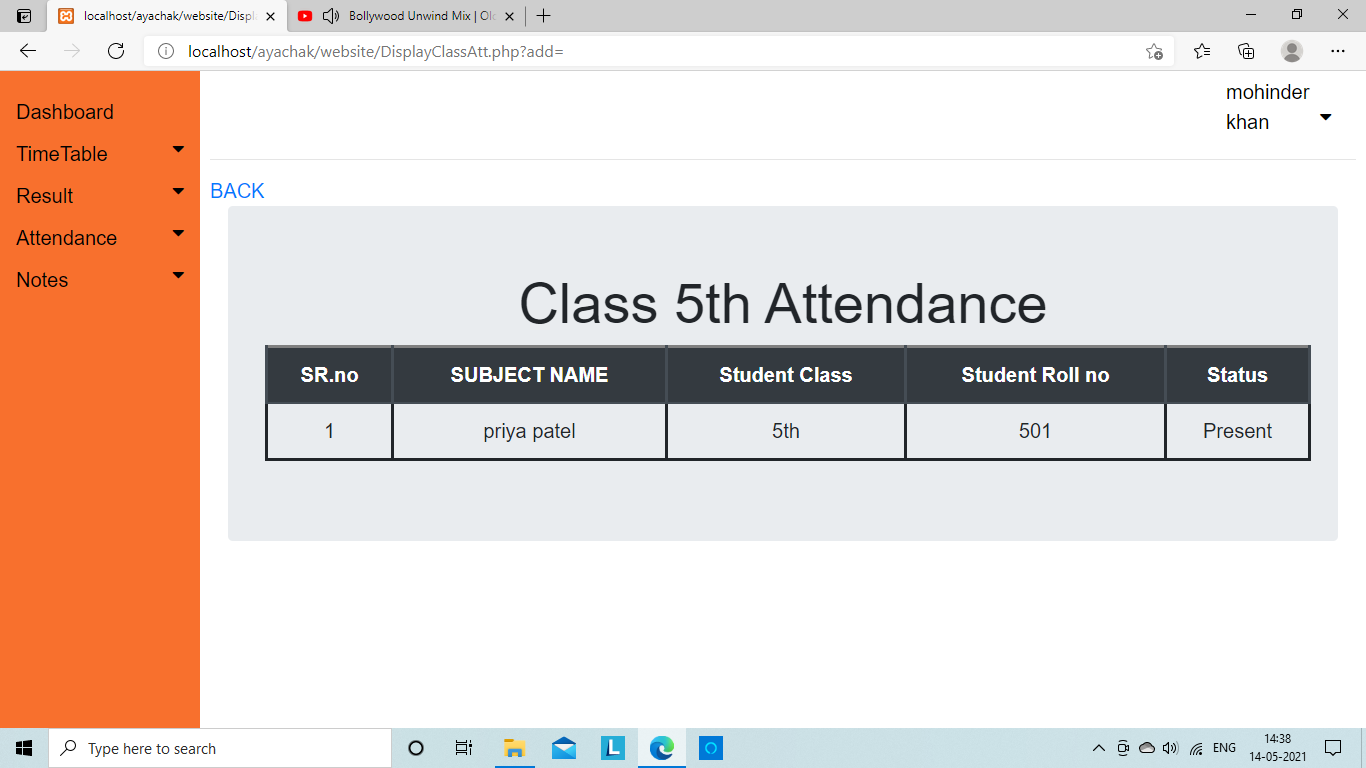 localhost/ayachak/website/Displ
Bollywood Unwind Mix | Ol
localhost/ayachak/website/DisplayClassAtt.php?add=
Dashboard
TimeTable
Result
Attendance
Notes
mohinder
khan
BACK
Class 5th Attendance
SR.no SUBJECT NAME Student Class Student Roll no Status
1 priya patel 5th 501 Present
Type here to search
L
ENG
14:38
14-05-2021